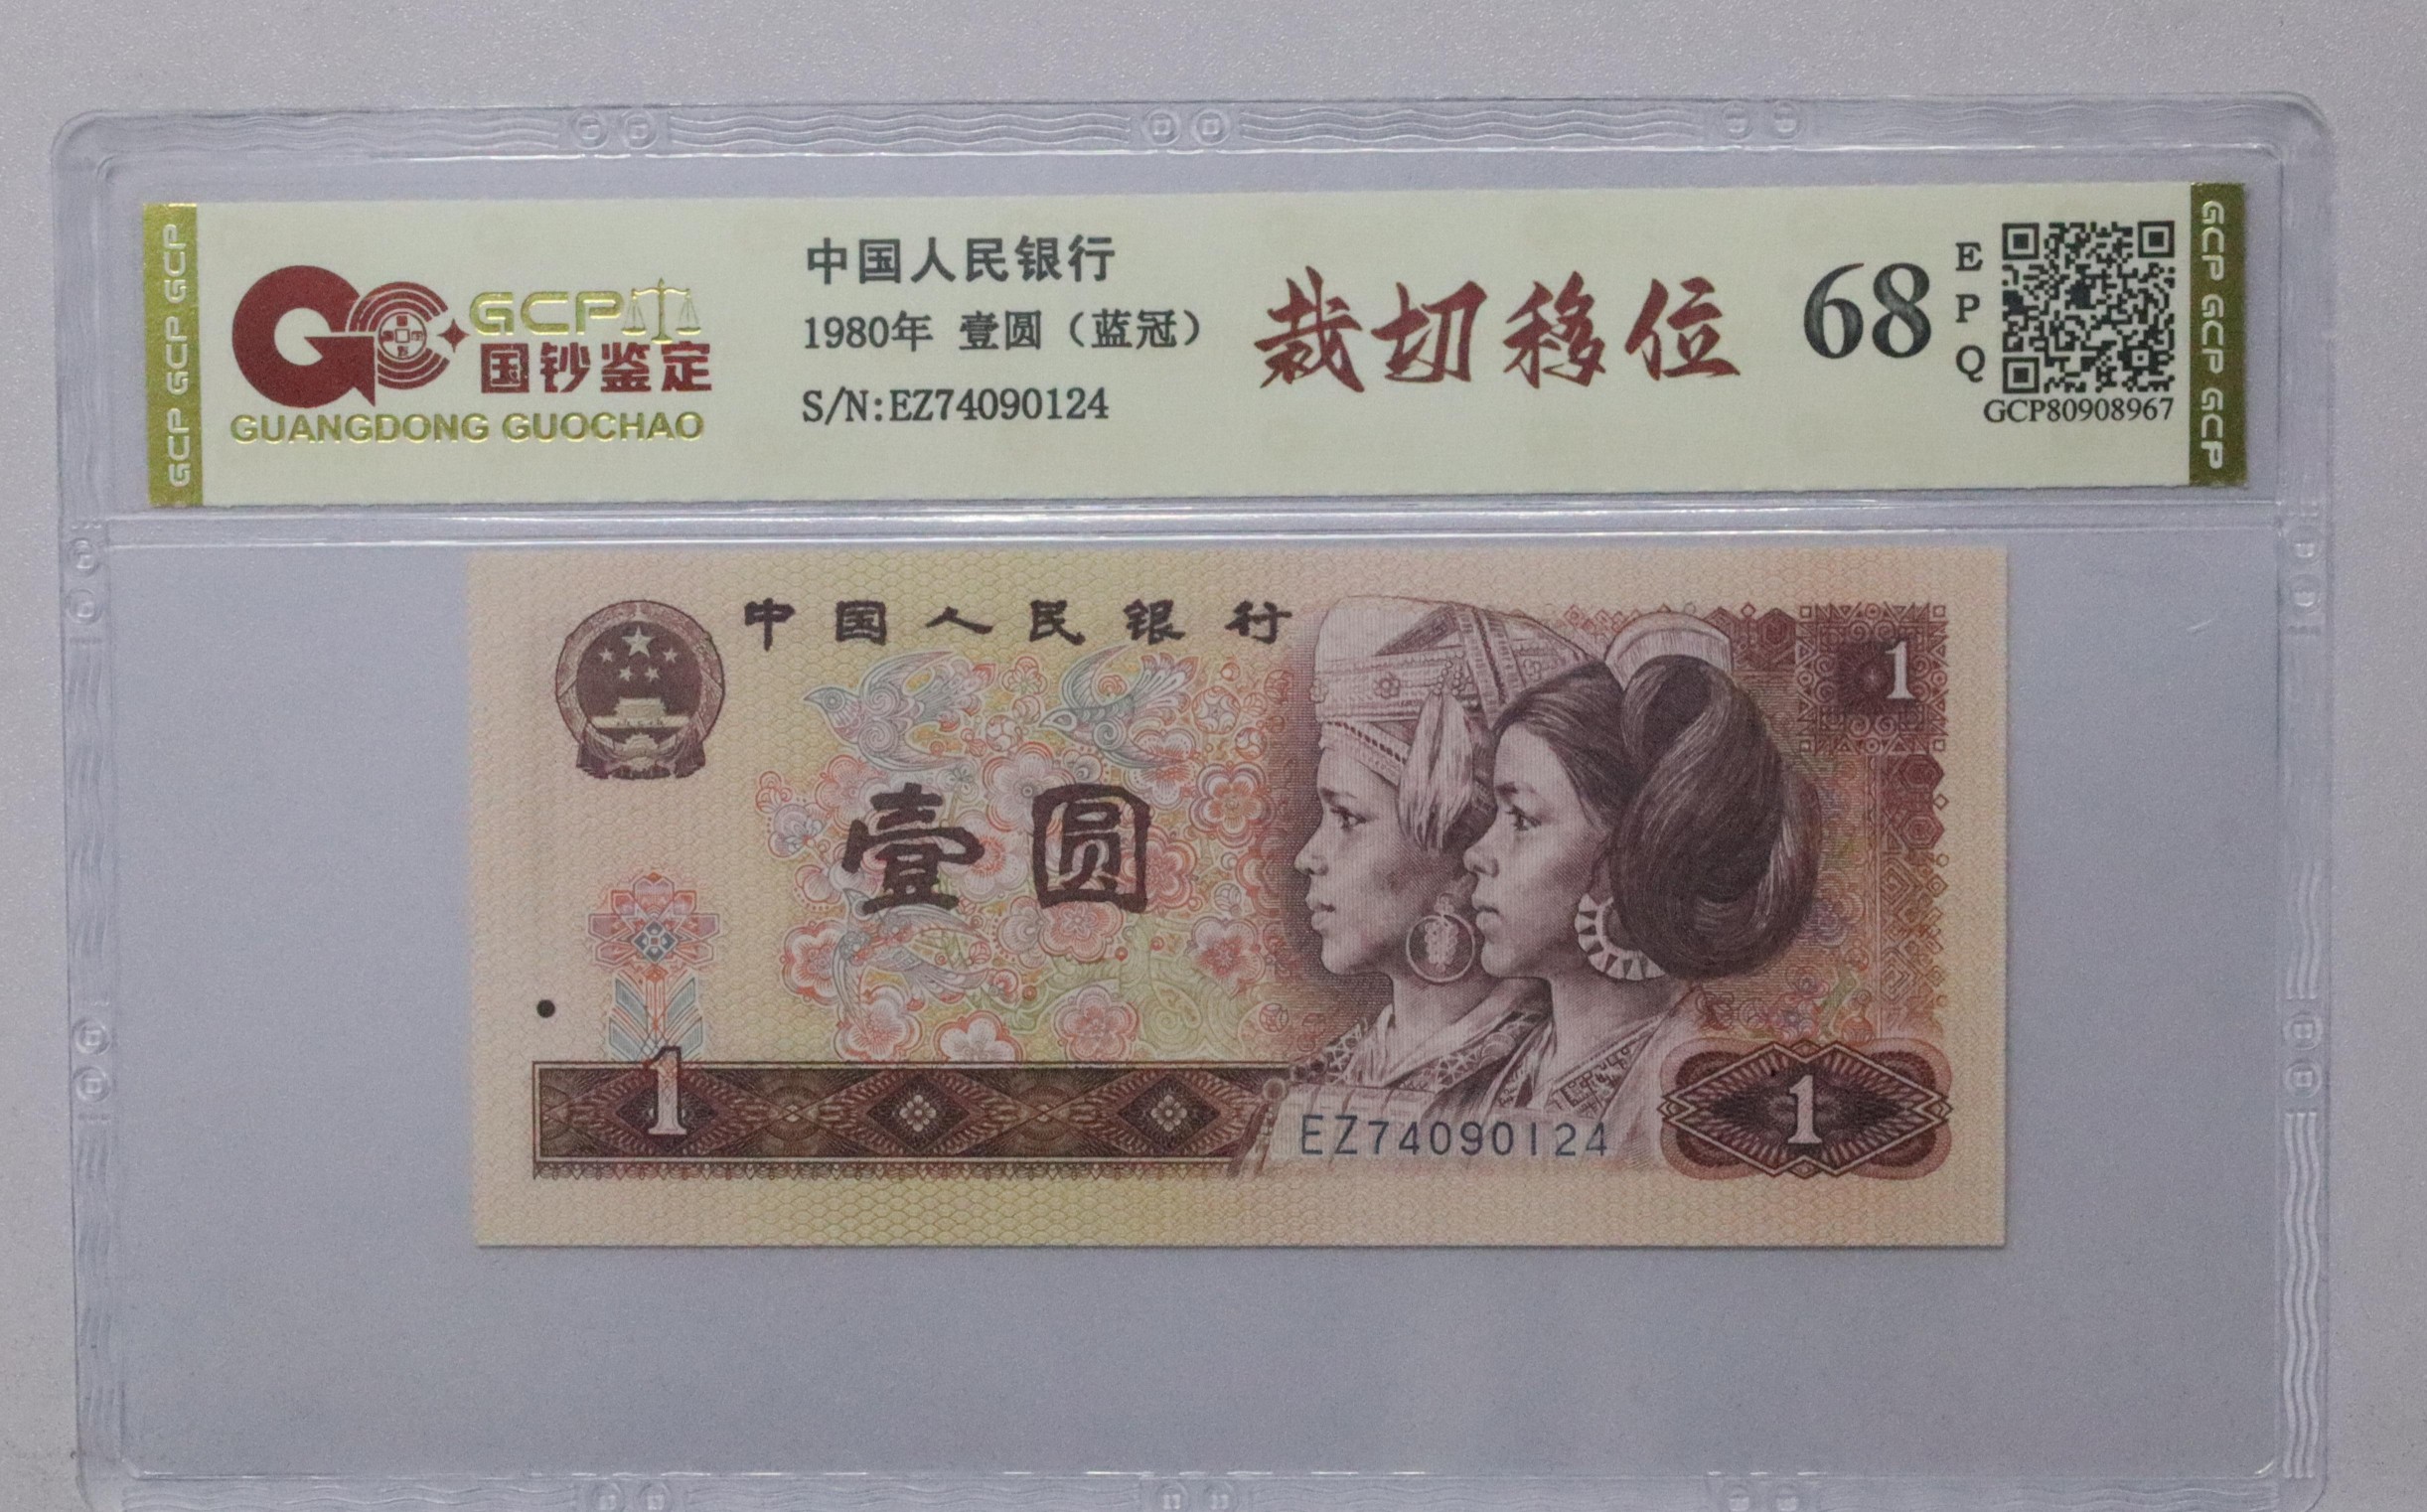 GCP GCP GCP
GCP
国钞鉴定
GUANGDONG GUOCHAO
中国人民银行
1980年 壹圆（蓝冠）
S/N:EZ74090124
裁切移位
68
E
P
Q
GCP80908967
GCP GCP GCP GCP
中国人民银行
1
壹圆
1
EZ74090124
1